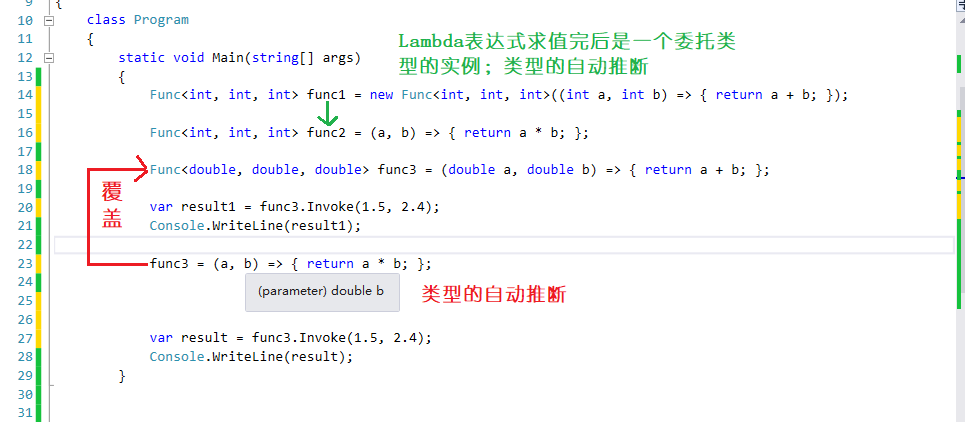 9 {
10 class Program
11 {
12 static void Main(string[] args)
Lambda表达式求值完后是一个委托类
型的实例；类型的自动推断
13 {
14 Func<int, int, int> func1 = new Func<int, int, int>((int a, int b) => { return a + b; });
15
16 Func<int, int, int> func2 = (a, b) => { return a * b; };
17
18 Func<double, double, double> func3 = (double a, double b) => { return a + b; };
覆
盖
19
20 var result1 = func3.Invoke(1.5, 2.4);
21 Console.WriteLine(result1);
22
23 func3 = (a, b) => { return a * b; };
24
(parameter) double b
类型的自动推断
25
26
27 var result = func3.Invoke(1.5, 2.4);
28 Console.WriteLine(result);
29 }
30
31